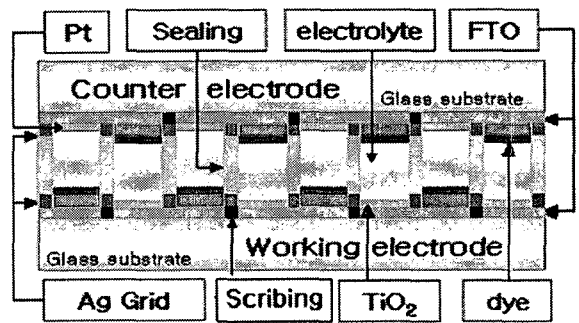 Pt
Sealing
electrolyte
FTO
Counter electrode
Glass substrate
Working electrode
Glass substrate
Ag Grid
Scribing
TiO₂
dye